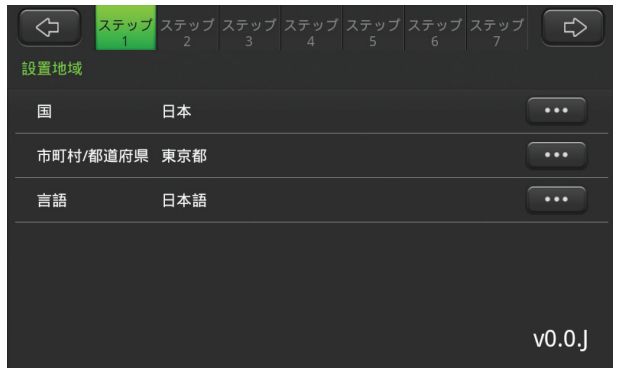 ステップ ステップ ステップ ステップ ステップ ステップ ステップ
1 2 3 4 5 6 7
設置地域
国 日本 •••
市町村/都道府県 東京都 •••
言語 日本語 •••
v0.0.J